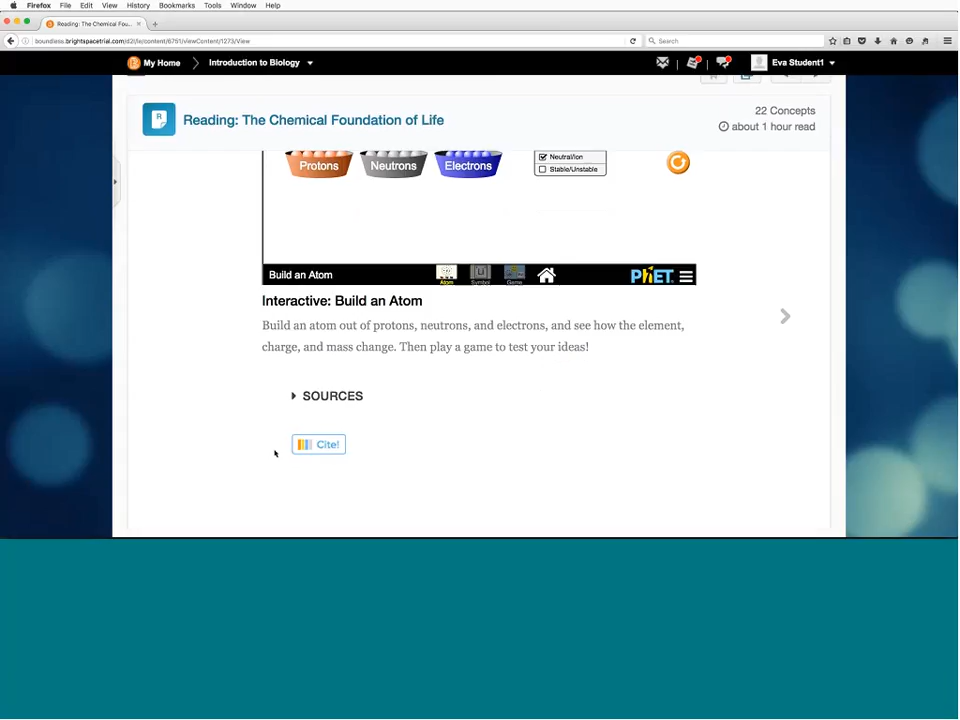 Firefox File Edit View History Bookmarks Tools Window Help
Reading: The Chemical Foun...
boundless.brightspacetrial.com/d2l/le/content/6751/viewContent/1273/View
Search
My Home Introduction to Biology Eva Student1
R
Reading: The Chemical Foundation of Life
22 Concepts
about 1 hour read
Protons Neutrons Electrons
Neutral/Ion
Stable/Unstable
Build an Atom
Atom Symbol Game
PhET
Interactive: Build an Atom
Build an atom out of protons, neutrons, and electrons, and see how the element,
charge, and mass change. Then play a game to test your ideas!
SOURCES
Cite!